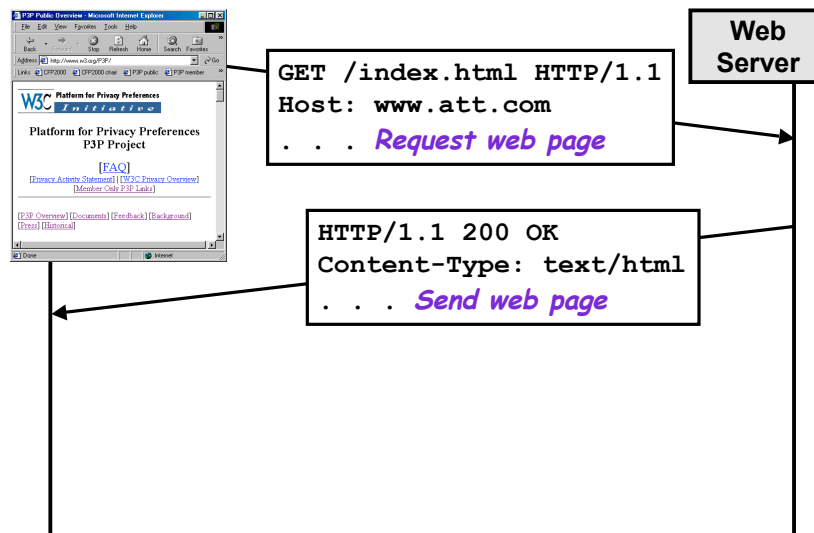 P3P Public Overview - Microsoft Internet Explorer
File Edit View Favorites Tools Help
Back Forward Stop Refresh Home Search Favorites »
Address http://www.w3.org/P3P/ Go
Links CFP2000 CFP2000 chair P3P public P3P member »
W3C Platform for Privacy Preferences
Initiative
Platform for Privacy Preferences
P3P Project
[FAQ]
[Privacy Activity Statement] | [W3C Privacy Overview]
[Member Only P3P Links]
[P3P Overview] [Documents] [Feedback] [Background]
[Press] [Historical]
Done Internet
Web
Server
GET /index.html HTTP/1.1
Host: www.att.com
. . . Request web page
HTTP/1.1 200 OK
Content-Type: text/html
. . . Send web page